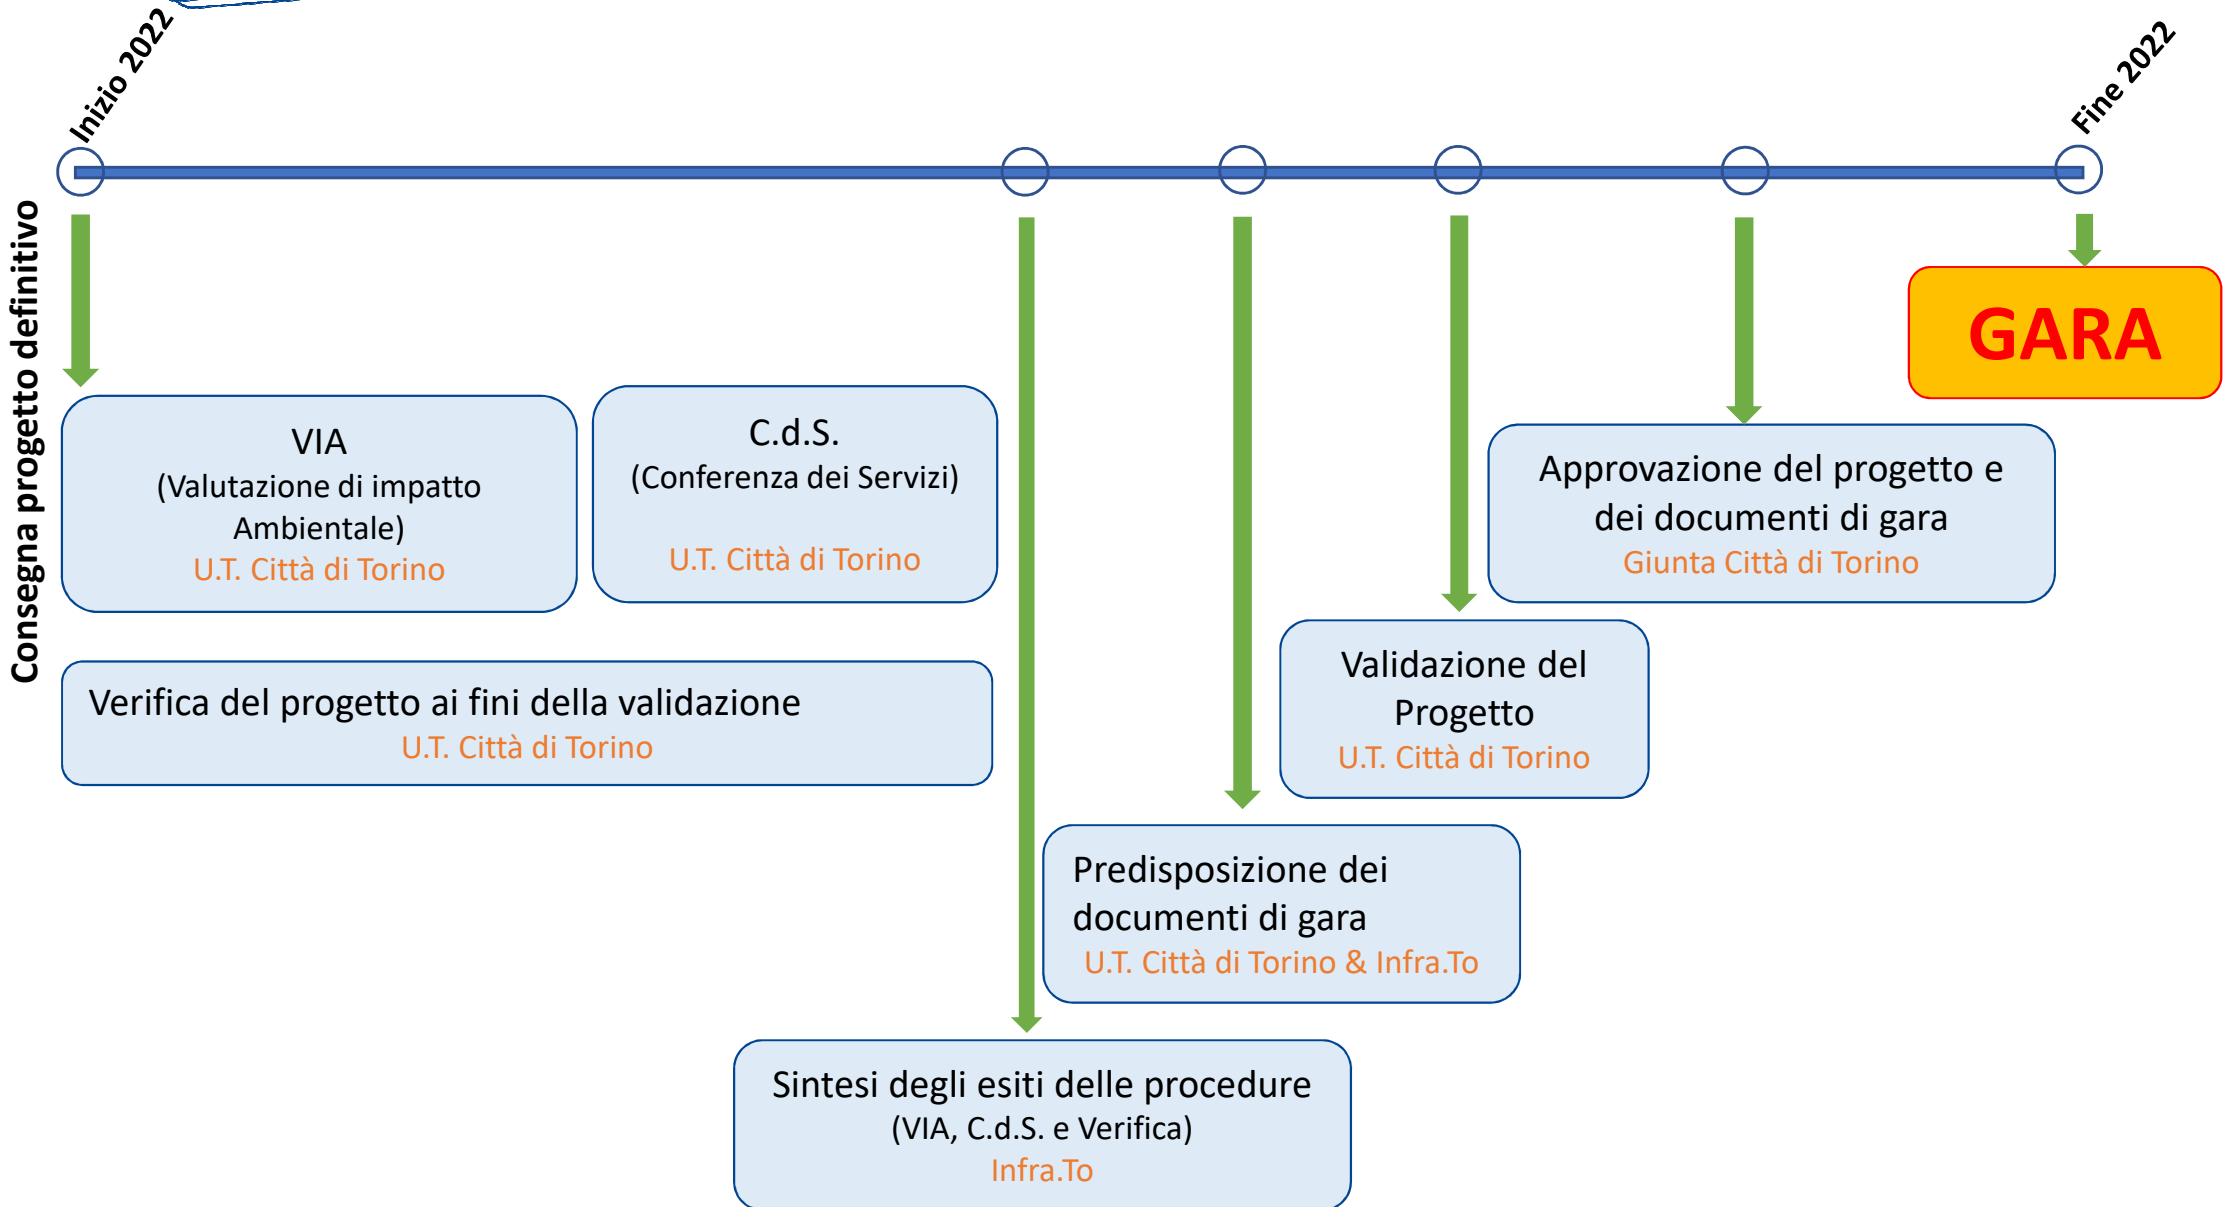 Inizio 2022
Fine 2022
Consegna progetto definitivo
GARA
VIA
(Valutazione di impatto
Ambientale)
U.T. Città di Torino
C.d.S.
(Conferenza dei Servizi)
U.T. Città di Torino
Approvazione del progetto e
dei documenti di gara
Giunta Città di Torino
Verifica del progetto ai fini della validazione
U.T. Città di Torino
Validazione del
Progetto
U.T. Città di Torino
Predisposizione dei
documenti di gara
U.T. Città di Torino & Infra.To
Sintesi degli esiti delle procedure
(VIA, C.d.S. e Verifica)
Infra.To